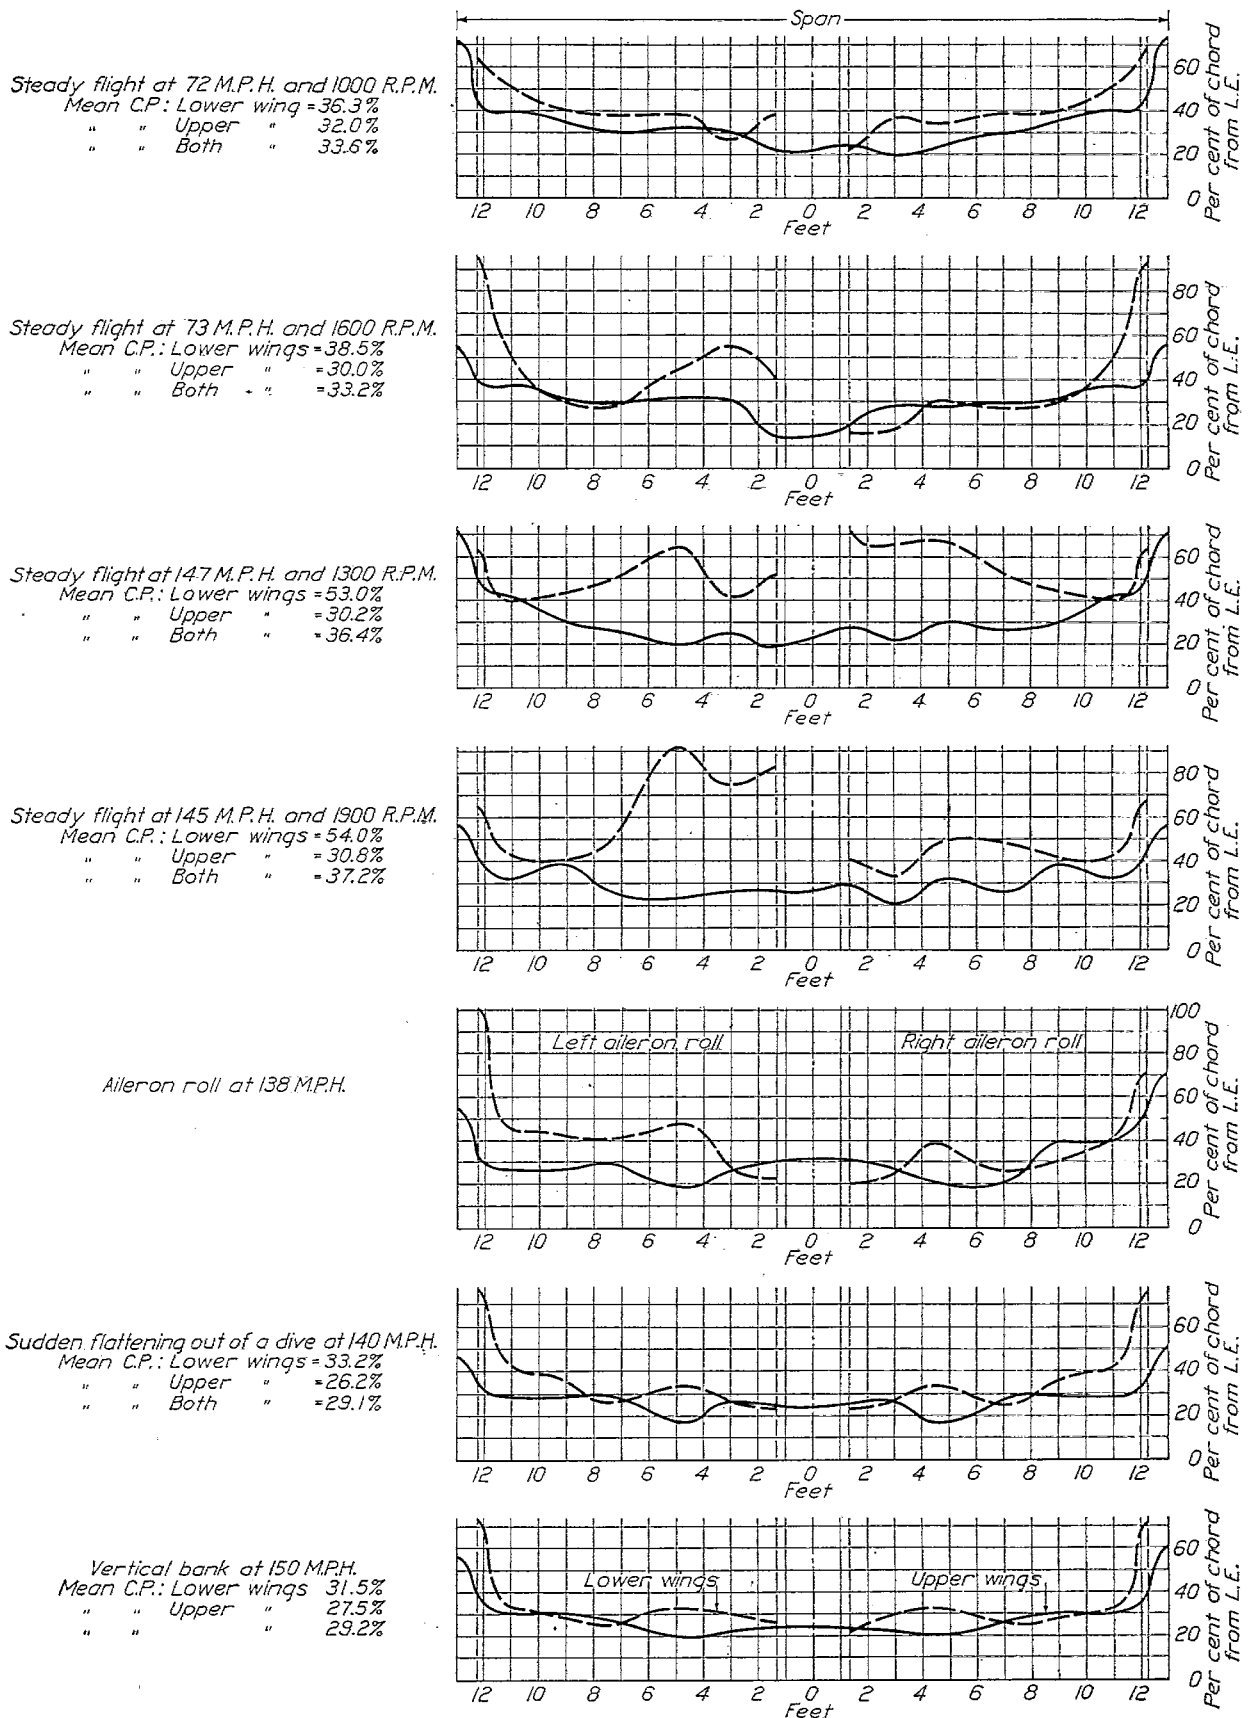 Span
Steady flight at 72 M.P.H. and 1000 R.P.M.
Mean C.P.: Lower wing = 36.3%
" " Upper " 32.0%
" " Both " 33.6%
60
40
20
0
Per cent of chord
from L.E.
12 10 8 6 4 2 0 2 4 6 8 10 12
Feet
Steady flight at 73 M.P.H. and 1600 R.P.M.
Mean C.P.: Lower wings = 38.5%
" " Upper " = 30.0%
" " Both " = 33.2%
80
60
40
20
0
Per cent of chord
from L.E.
12 10 8 6 4 2 0 2 4 6 8 10 12
Feet
Steady flight at 147 M.P.H. and 1300 R.P.M.
Mean C.P.: Lower wings = 53.0%
" " Upper " = 30.2%
" " Both " = 36.4%
60
40
20
0
Per cent of chord
from L.E.
12 10 8 6 4 2 0 2 4 6 8 10 12
Feet
Steady flight at 145 M.P.H. and 1900 R.P.M.
Mean C.P.: Lower wings = 54.0%
" " Upper " = 30.8%
" " Both " = 37.2%
80
60
40
20
0
Per cent of chord
from L.E.
12 10 8 6 4 2 0 2 4 6 8 10 12
Feet
Aileron roll at 138 M.P.H.
Left aileron roll Right aileron roll
100
80
60
40
20
0
Per cent of chord
from L.E.
12 10 8 6 4 2 0 2 4 6 8 10 12
Feet
Sudden flattening out of a dive at 140 M.P.H.
Mean C.P.: Lower wings = 33.2%
" " Upper " = 26.2%
" " Both " = 29.1%
60
40
20
0
Per cent of chord
from L.E.
12 10 8 6 4 2 0 2 4 6 8 10 12
Feet
Vertical bank at 150 M.P.H.
Mean C.P.: Lower wings 31.5%
" " Upper " 27.5%
" " " 29.2%
Lower wings Upper wings
60
40
20
0
Per cent of chord
from L.E.
12 10 8 6 4 2 0 2 4 6 8 10 12
Feet